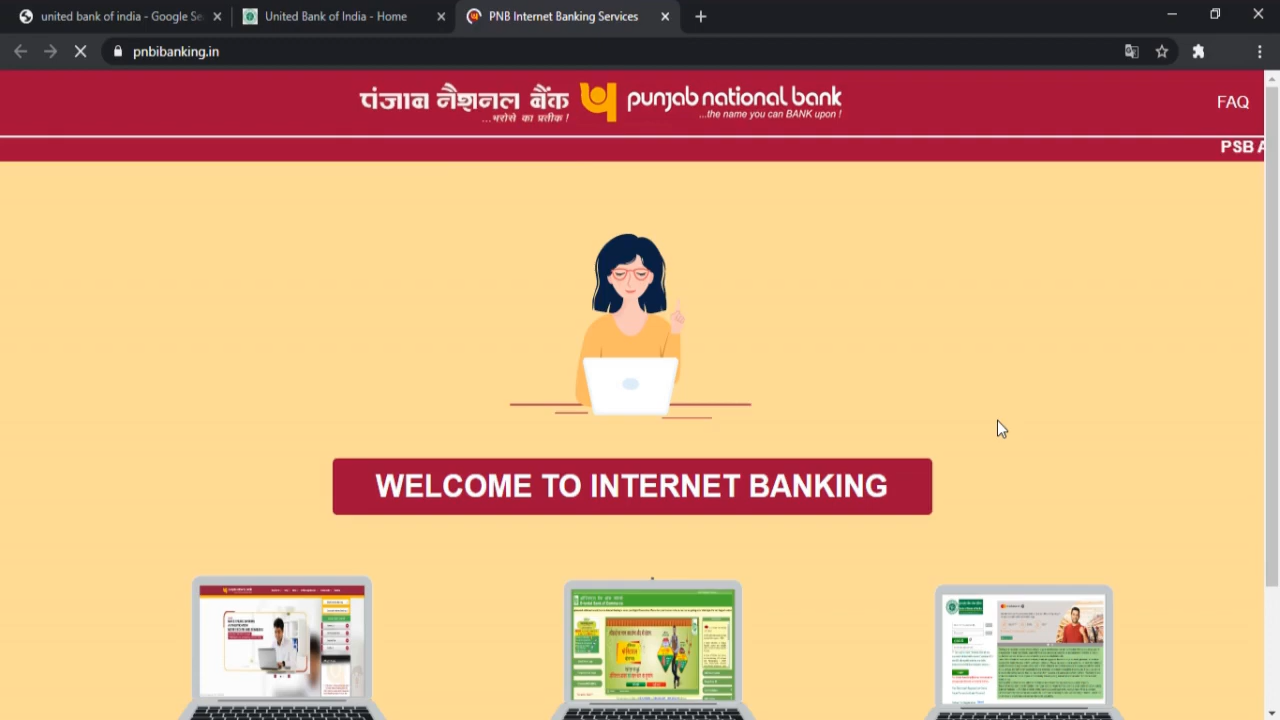 united bank of india - Google Se
United Bank of India - Home
PNB Internet Banking Services
pnbibanking.in
पंजाब नैशनल बैंक
...भरोसे का प्रतीक !
punjab national bank
...the name you can BANK upon !
FAQ
PSB A
WELCOME TO INTERNET BANKING